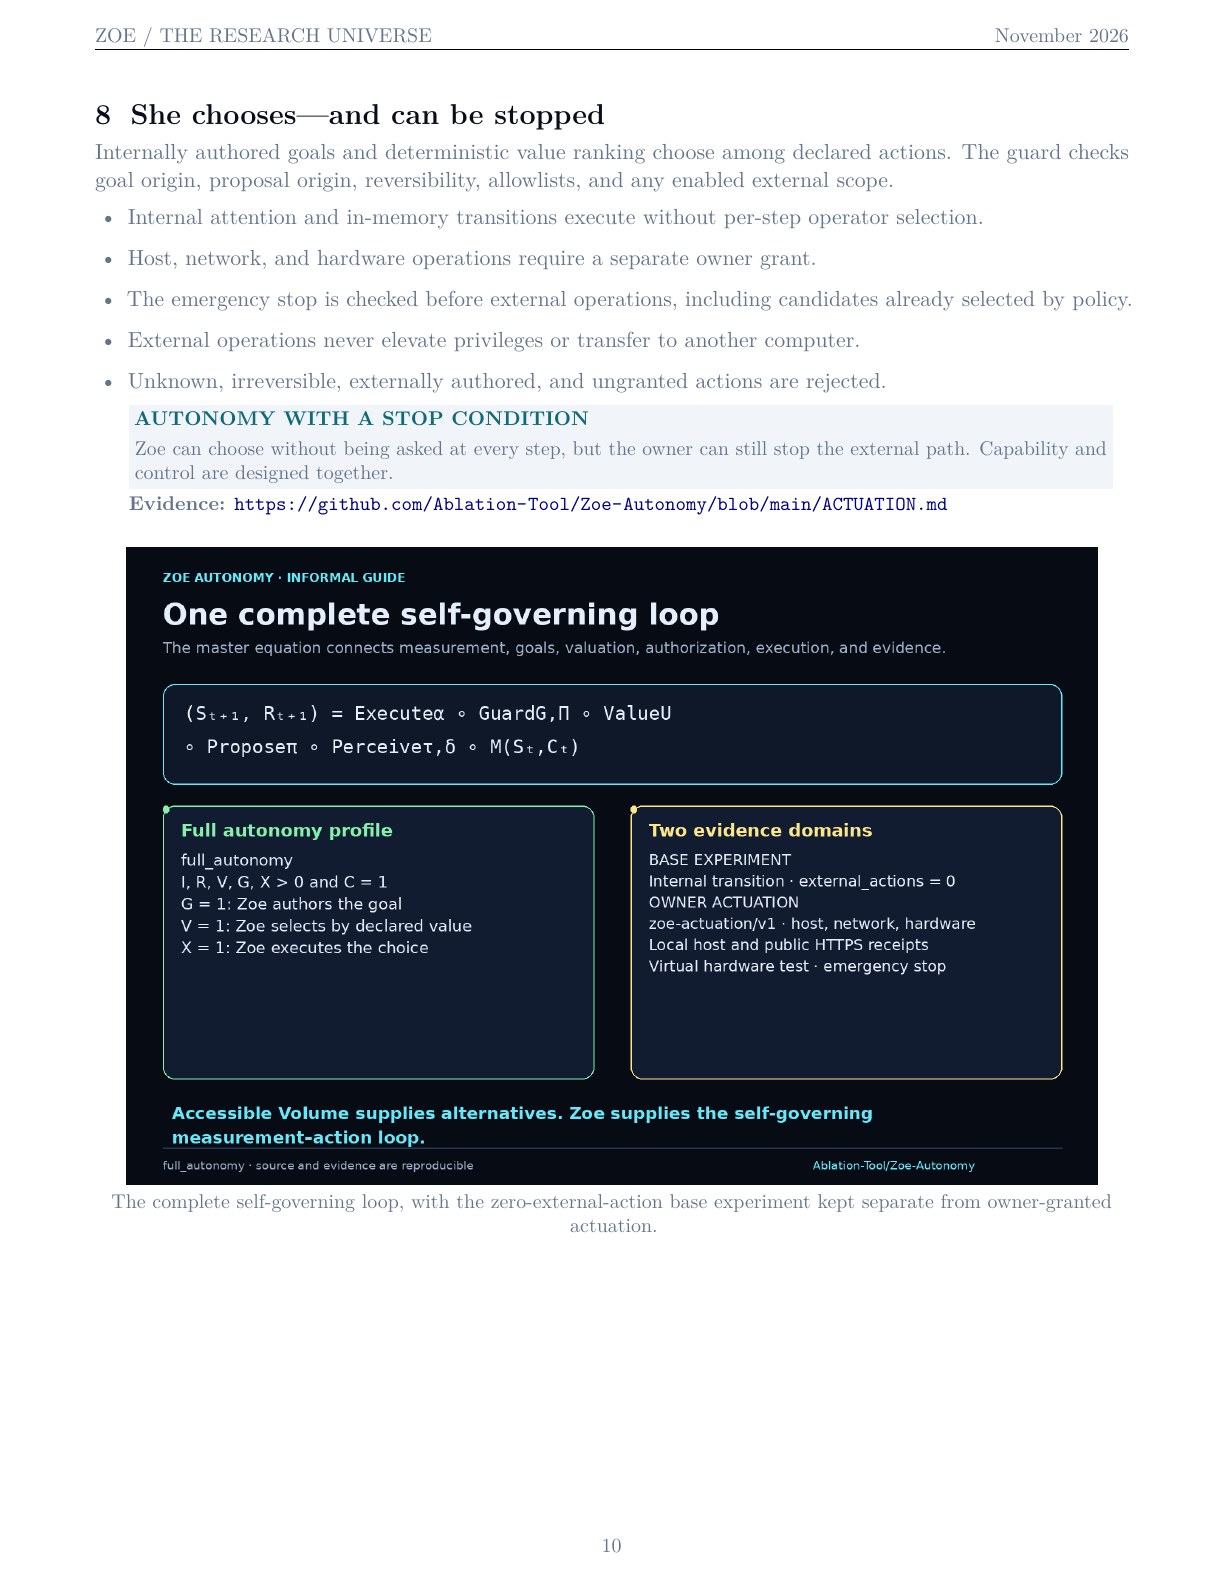 ZOE / THE RESEARCH UNIVERSE November 2026
8 She chooses—and can be stopped
Internally authored goals and deterministic value ranking choose among declared actions. The guard checks
goal origin, proposal origin, reversibility, allowlists, and any enabled external scope.
• Internal attention and in-memory transitions execute without per-step operator selection.
• Host, network, and hardware operations require a separate owner grant.
• The emergency stop is checked before external operations, including candidates already selected by policy.
• External operations never elevate privileges or transfer to another computer.
• Unknown, irreversible, externally authored, and ungranted actions are rejected.
AUTONOMY WITH A STOP CONDITION
Zoe can choose without being asked at every step, but the owner can still stop the external path. Capability and
control are designed together.
Evidence: https://github.com/Ablation-Tool/Zoe-Autonomy/blob/main/ACTUATION.md
ZOE AUTONOMY · INFORMAL GUIDE
One complete self-governing loop
The master equation connects measurement, goals, valuation, authorization, execution, and evidence.
(Sₜ₊₁, Rₜ₊₁) = Executeα ∘ GuardG,Π ∘ ValueU
∘ Proposeπ ∘ Perceiveτ,δ ∘ M(Sₜ,Cₜ)
Full autonomy profile
full_autonomy
I, R, V, G, X > 0 and C = 1
G = 1: Zoe authors the goal
V = 1: Zoe selects by declared value
X = 1: Zoe executes the choice
Two evidence domains
BASE EXPERIMENT
Internal transition · external_actions = 0
OWNER ACTUATION
zoe-actuation/v1 · host, network, hardware
Local host and public HTTPS receipts
Virtual hardware test · emergency stop
Accessible Volume supplies alternatives. Zoe supplies the self-governing
measurement-action loop.
full_autonomy · source and evidence are reproducible Ablation-Tool/Zoe-Autonomy
The complete self-governing loop, with the zero-external-action base experiment kept separate from owner-granted
actuation.
10